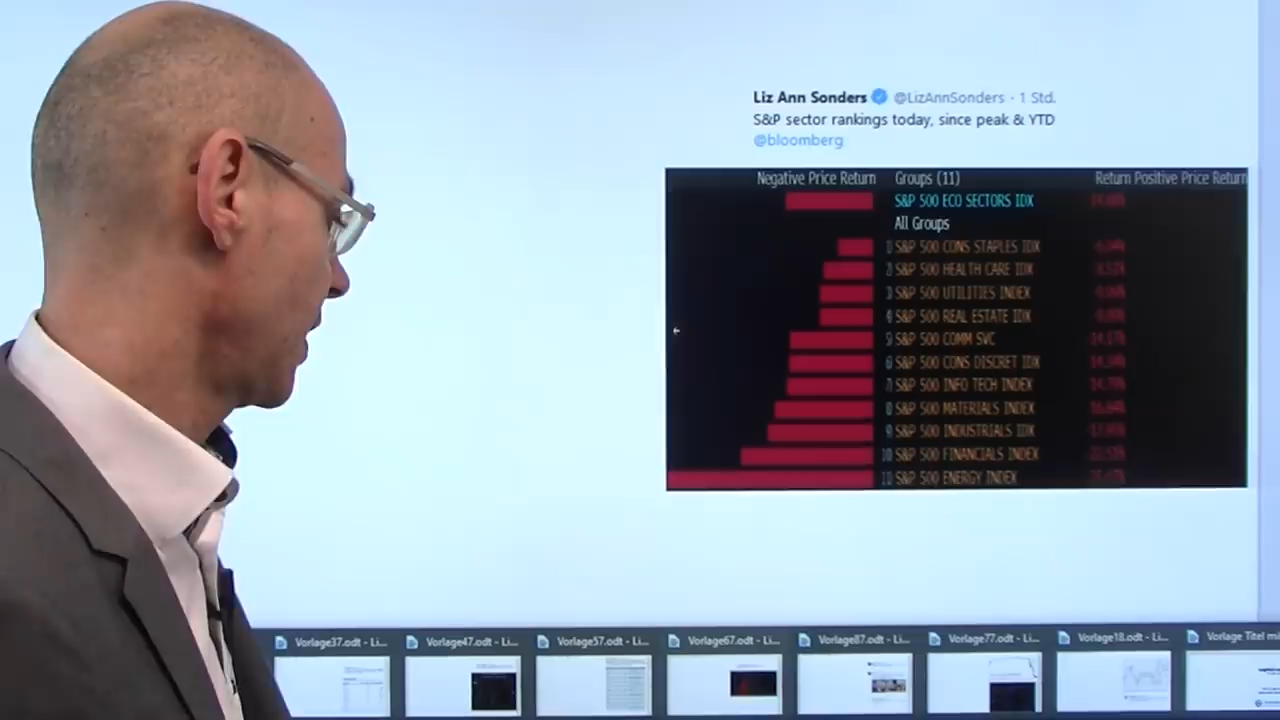 Liz Ann Sonders @LizAnnSonders · 1 Std.
S&P sector rankings today, since peak & YTD
@bloomberg
Negative Price Return Groups (11) Return Positive Price Return
S&P 500 ECO SECTORS IDX
All Groups
1 S&P 500 CONS STAPLES IDX
2 S&P 500 HEALTH CARE IDX
3 S&P 500 UTILITIES INDEX
4 S&P 500 REAL ESTATE IDX
5 S&P 500 COMM SVC
6 S&P 500 CONS DISCRET IDX
7 S&P 500 INFO TECH INDEX
8 S&P 500 MATERIALS INDEX
9 S&P 500 INDUSTRIALS IDX
10 S&P 500 FINANCIALS INDEX
11 S&P 500 ENERGY INDEX
Vorlage37.odt - Li... Vorlage47.odt - Li... Vorlage57.odt - Li... Vorlage67.odt - Li... Vorlage87.odt - Li... Vorlage77.odt - Li... Vorlage18.odt - Li... Vorlage Titel mi